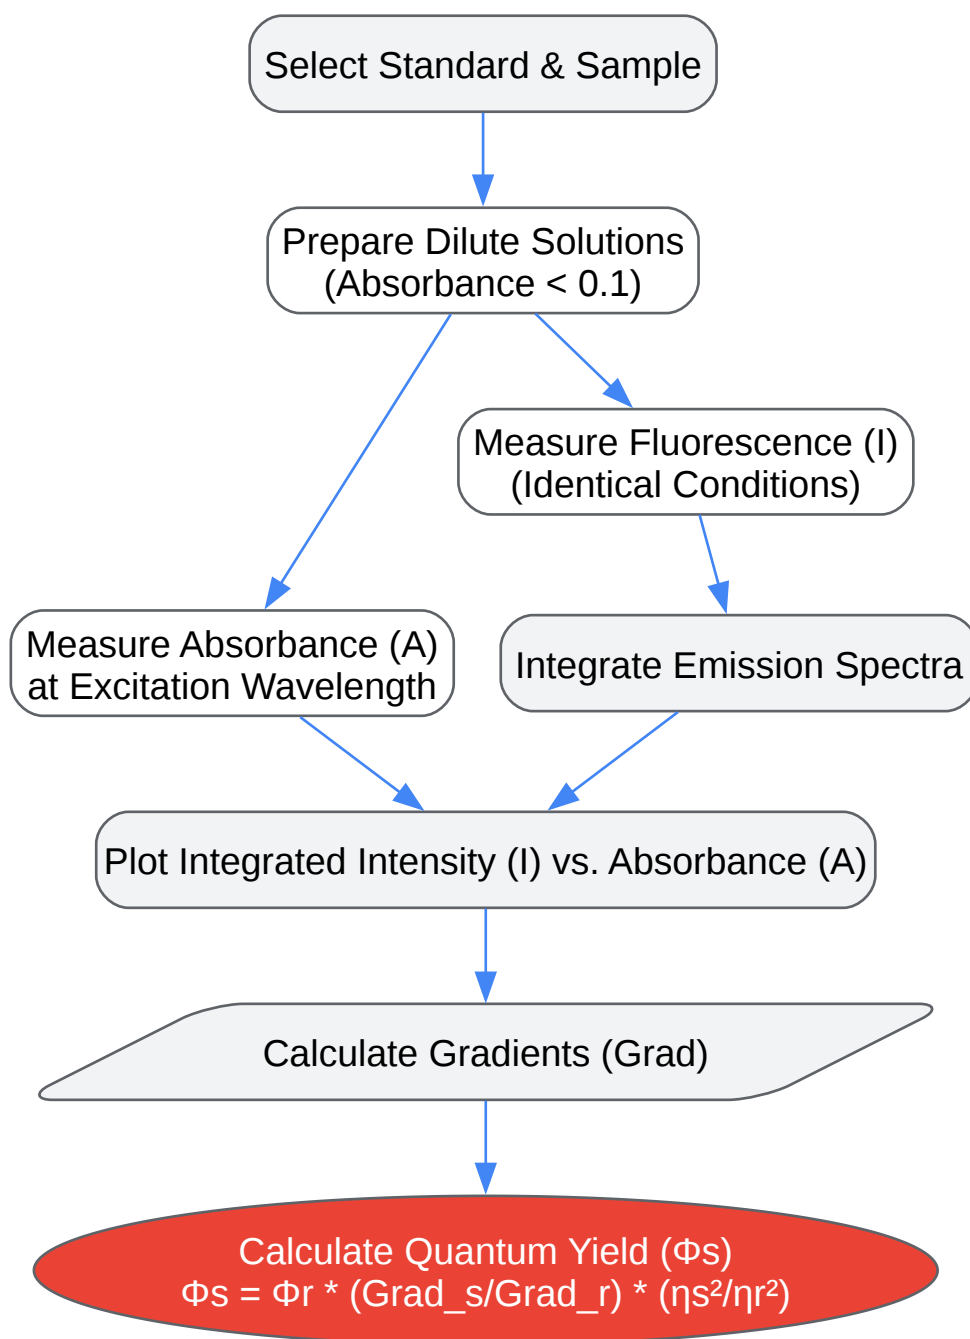 Select Standard & Sample
Prepare Dilute Solutions
(Absorbance < 0.1)
Measure Fluorescence (I)
(Identical Conditions)
Measure Absorbance (A)
at Excitation Wavelength
Integrate Emission Spectra
Plot Integrated Intensity (I) vs. Absorbance (A)
Calculate Gradients (Grad)
Calculate Quantum Yield (Φs)
Φs = Φr * (Grad_s/Grad_r) * (ηs²/ηr²)